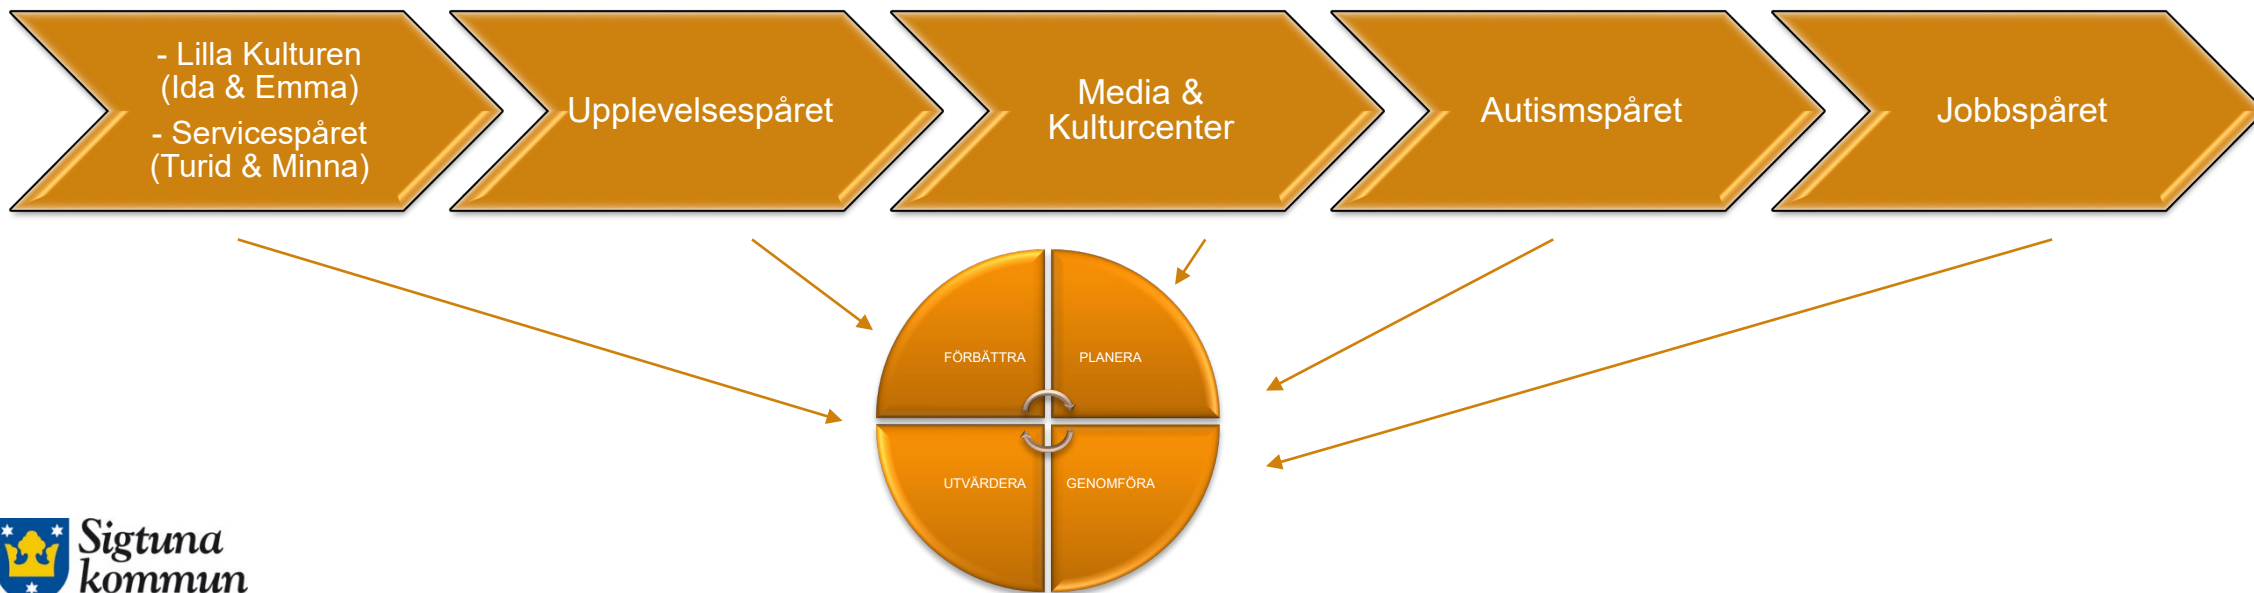 - Lilla Kulturen
(Ida & Emma)
- Servicespåret
(Turid & Minna)
Upplevelsespåret
Media &
Kulturcenter
Autismspåret
Jobbspåret
FÖRBÄTTRA
PLANERA
UTVÄRDERA
GENOMFÖRA
Sigtuna
kommun